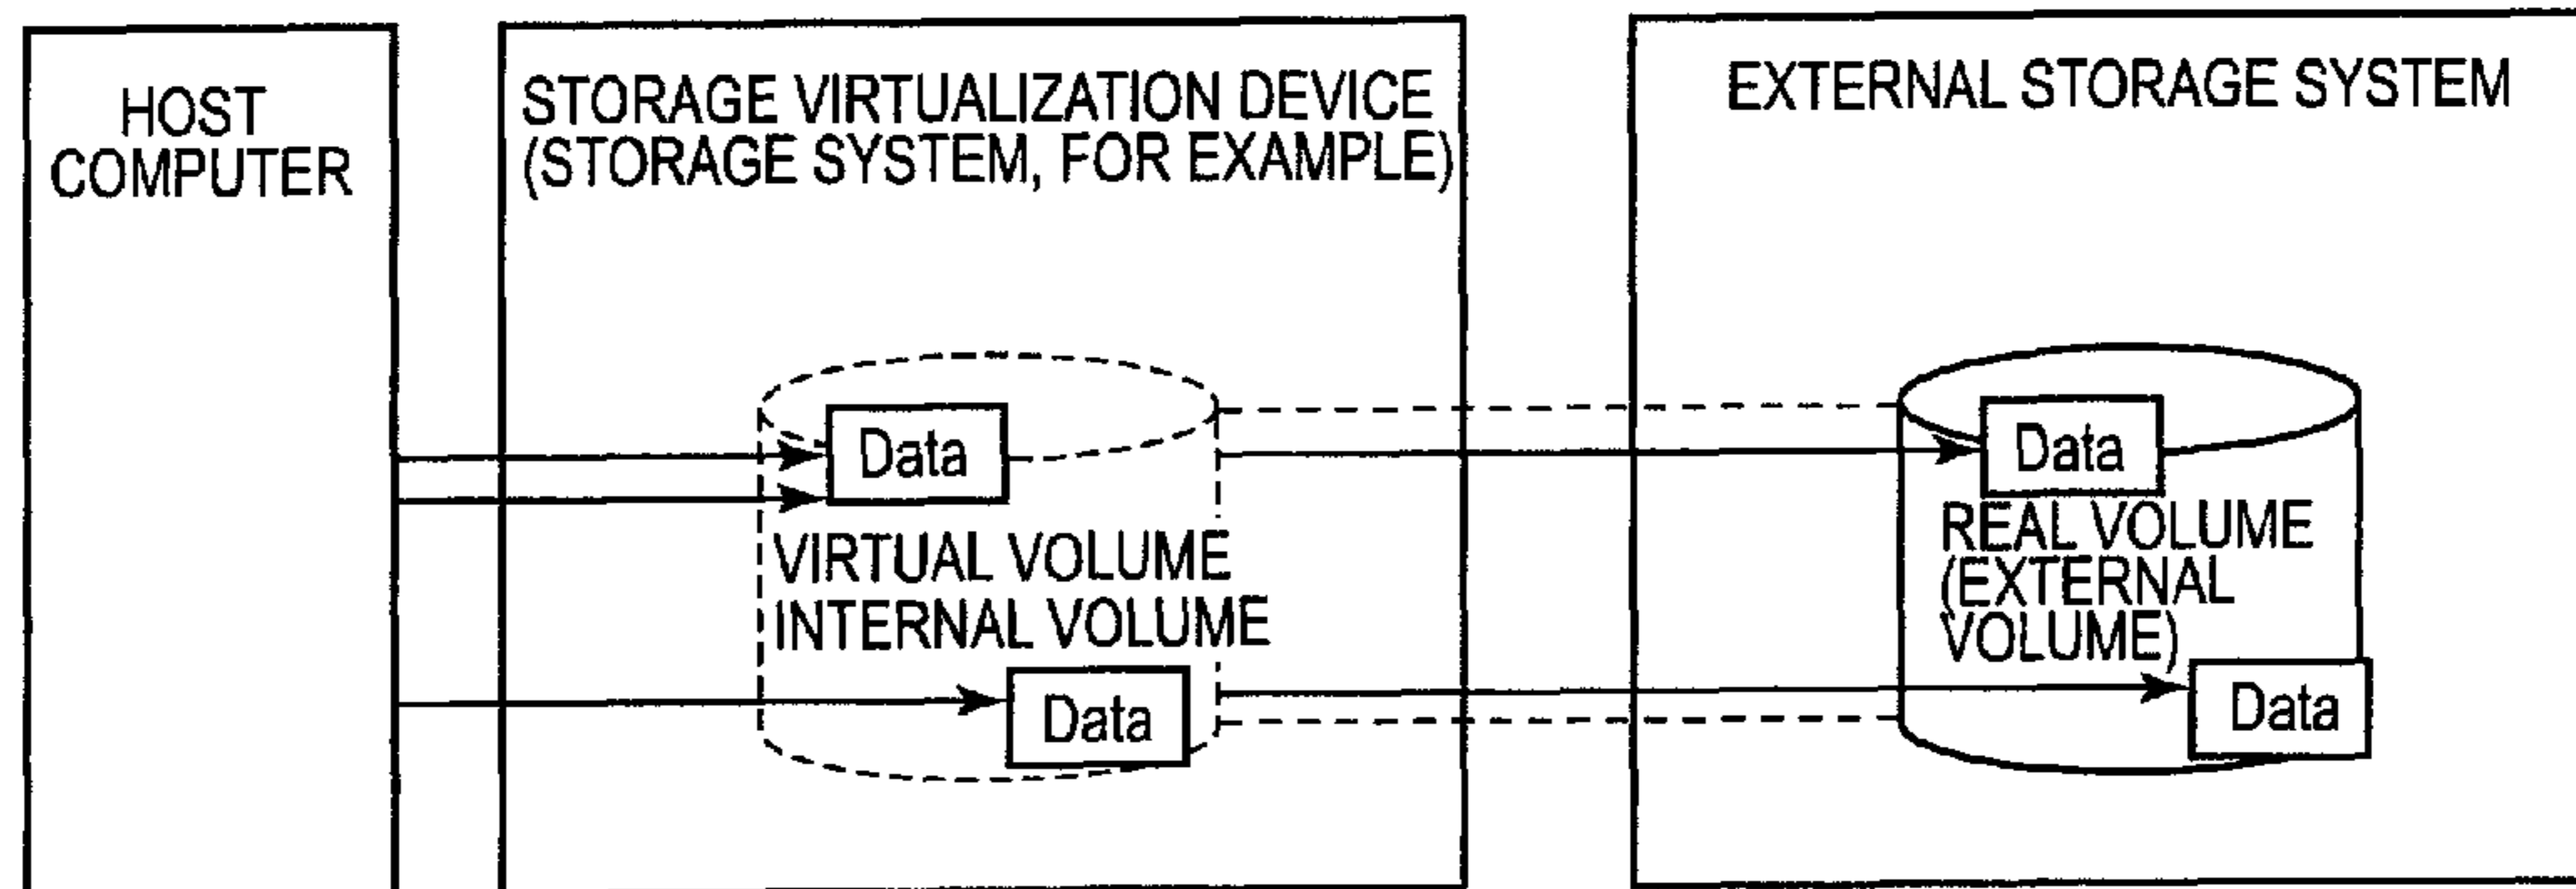 HOST
COMPUTER
STORAGE VIRTUALIZATION DEVICE
(STORAGE SYSTEM, FOR EXAMPLE)
EXTERNAL STORAGE SYSTEM
Data
VIRTUAL VOLUME
INTERNAL VOLUME
Data
Data
REAL VOLUME
(EXTERNAL
VOLUME)
Data